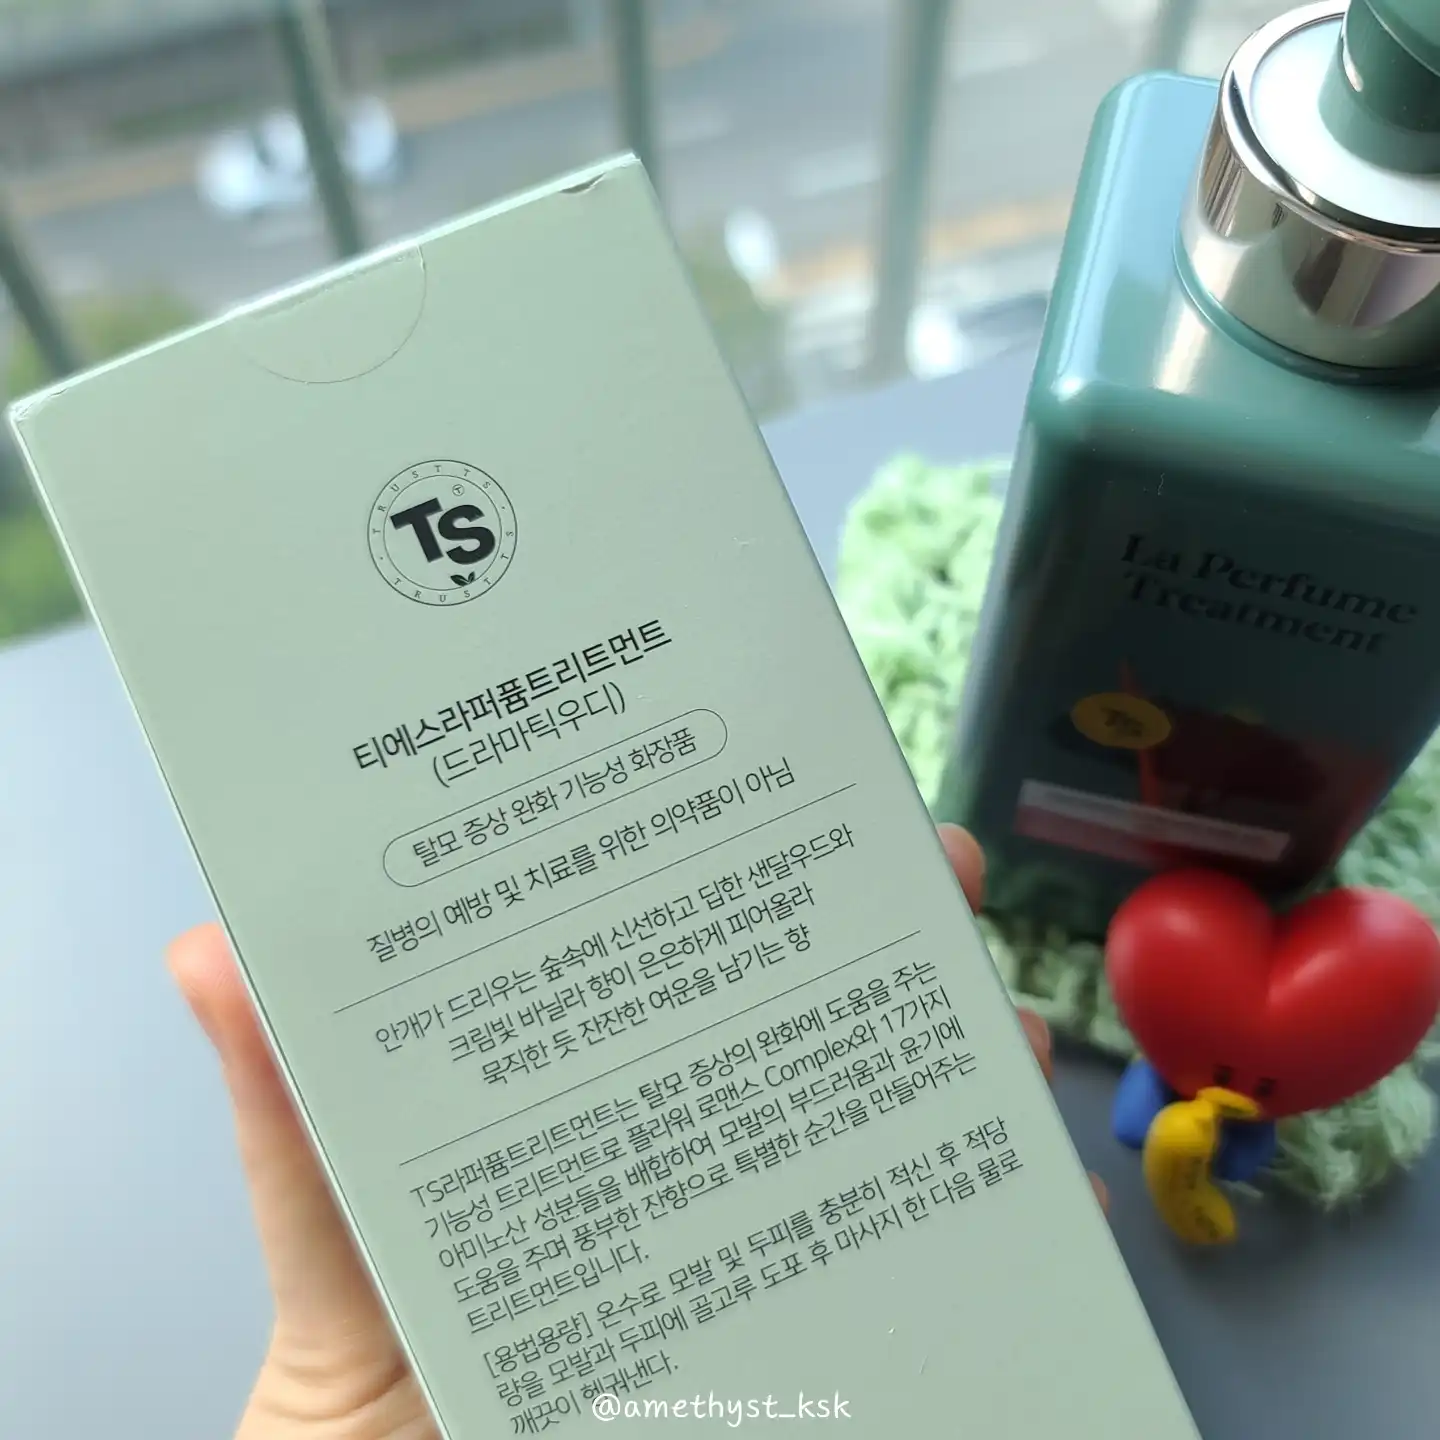 TRUST TS · TRUST TS ·
TS
티에스라퍼퓸트리트먼트
(드라마틱우디)
탈모 증상 완화 기능성 화장품
질병의 예방 및 치료를 위한 의약품이 아님
안개가 드리우는 숲속에 신선하고 딥한 샌달우드와
크림빛 바닐라 향이 은은하게 피어올라
묵직한 듯 잔잔한 여운을 남기는 향
TS라퍼퓸트리트먼트는 탈모 증상의 완화에 도움을 주는
기능성 트리트먼트로 플라워 로맨스 Complex와 17가지
아미노산 성분들을 배합하여 모발의 부드러움과 윤기에
도움을 주며 풍부한 잔향으로 특별한 순간을 만들어주는
트리트먼트입니다.
[용법용량] 온수로 모발 및 두피를 충분히 적신 후 적당
량을 모발과 두피에 골고루 도포 후 마사지 한 다음 물로
깨끗이 헹궈낸다.
La Perfume
Treatment
TS
@amethyst_ksk